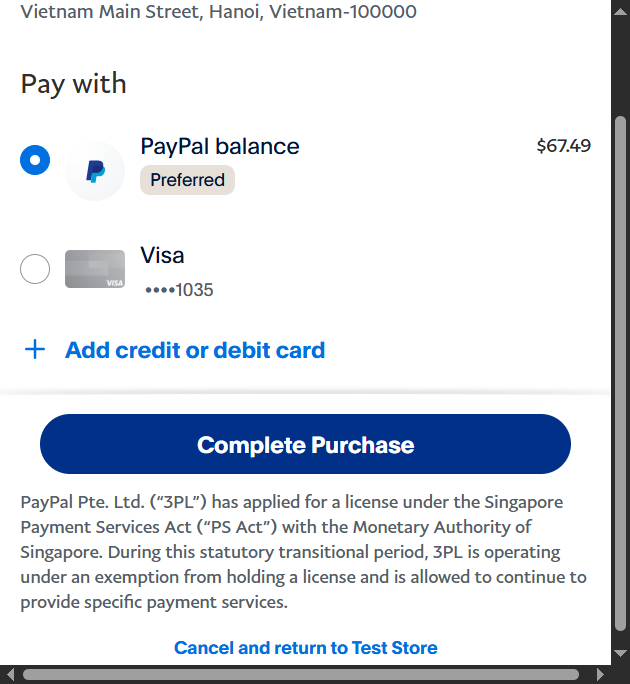 Vietnam Main Street, Hanoi, Vietnam-100000
Pay with
PayPal balance
$67.49
Preferred
Visa
VISA
••••1035
+ Add credit or debit card
Complete Purchase
PayPal Pte. Ltd. (“3PL”) has applied for a license under the Singapore
Payment Services Act (“PS Act”) with the Monetary Authority of
Singapore. During this statutory transitional period, 3PL is operating
under an exemption from holding a license and is allowed to continue to
provide specific payment services.
Cancel and return to Test Store